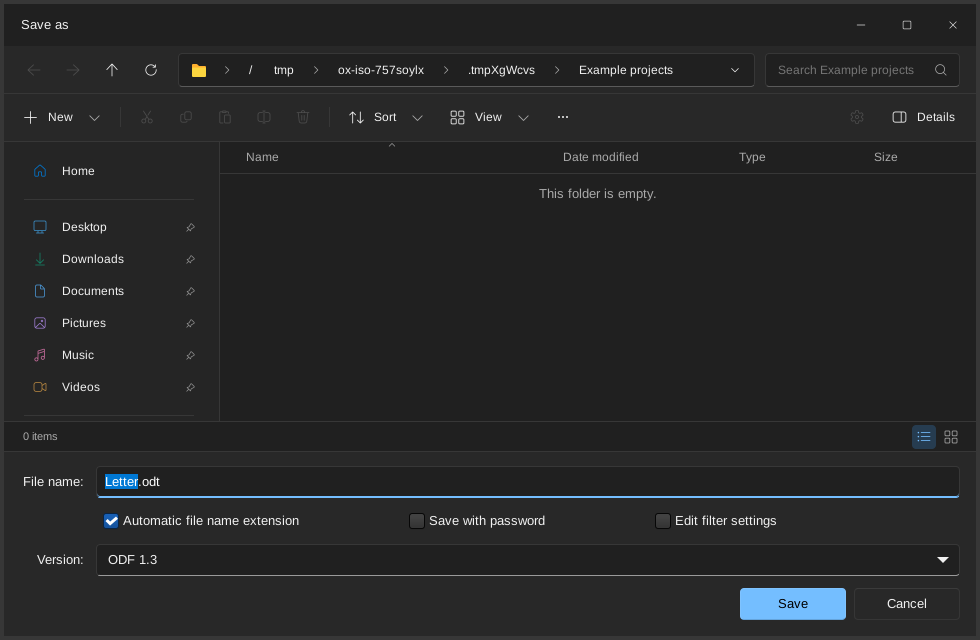 Save as
/ tmp ox-iso-757soylx .tmpXgWcvs Example projects Search Example projects
New Sort View Details
Name Date modified Type Size
This folder is empty.
Home
Desktop
Downloads
Documents
Pictures
Music
Videos
0 items
File name: Letter.odt
Automatic file name extension Save with password Edit filter settings
Version: ODF 1.3
Save Cancel